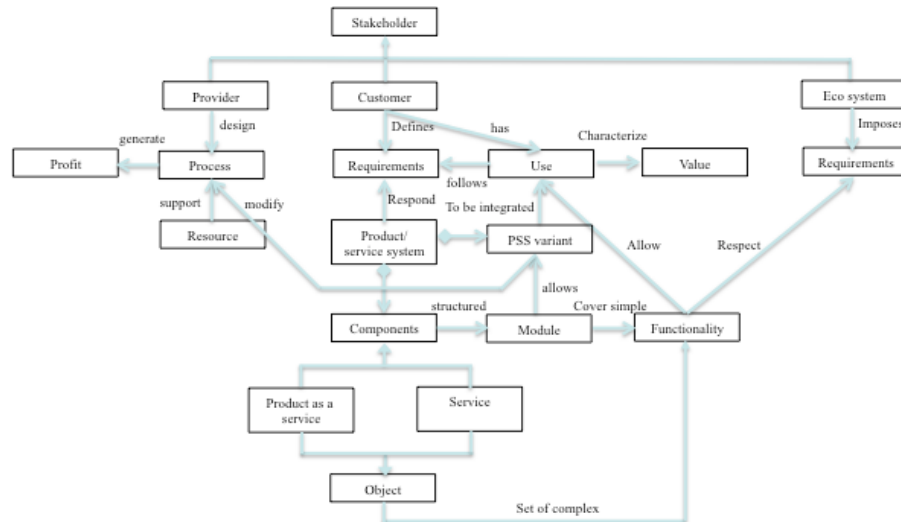 Stakeholder
Provider
Customer
Eco system
design
Defines
has
Imposes
generate
Characterize
Profit
Process
Requirements
Use
Value
Requirements
follows
support
modify
Respond
To be integrated
Resource
Product/
service system
PSS variant
Allow
Respect
structured
allows
Cover simple
Components
Module
Functionality
Product as a
service
Service
Object
Set of complex